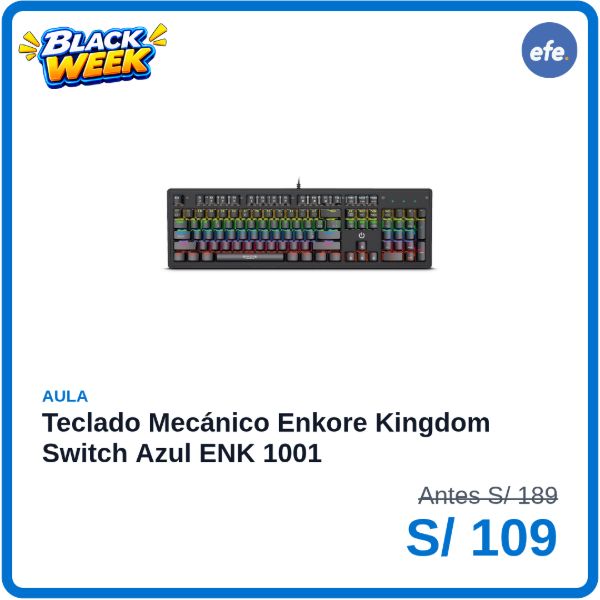 BLACK
WEEK
efe.
AULA
Teclado Mecánico Enkore Kingdom
Switch Azul ENK 1001
Antes S/ 189
S/ 109